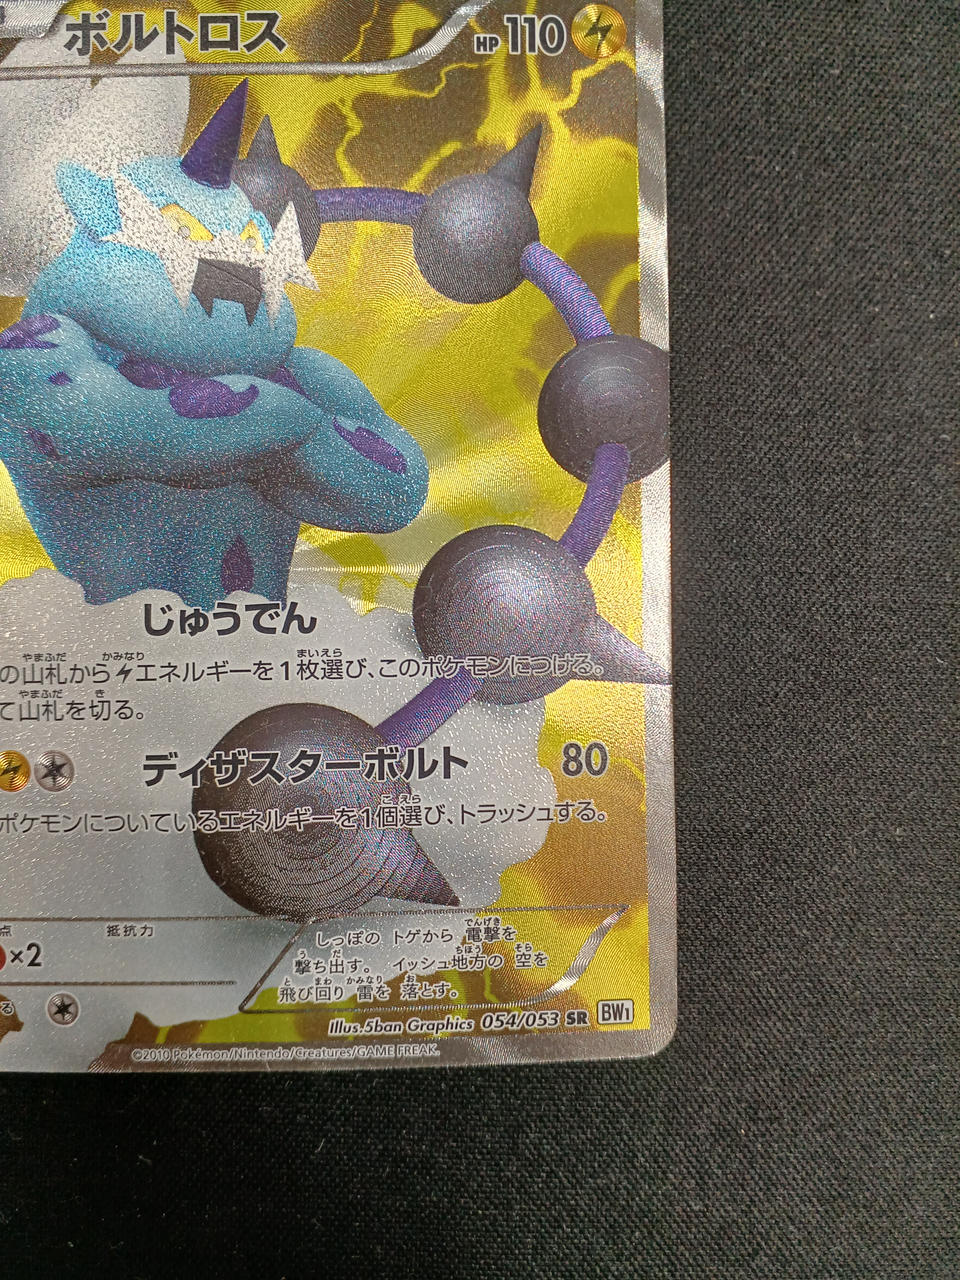 ボルトロス HP 110
じゅうでん
の山札からエネルギーを1枚選び、このポケモンにつける。
て山札を切る。
ディザスターボルト 80
ポケモンについているエネルギーを1個選び、トラッシュする。
点 抵抗力
×2
しっぽの トゲから 電撃を
撃ち出す。 イッシュ地方の 空を
飛び回り 雷を 落とす。
る
Illus.5ban Graphics 054/053 SR BW1
©2010 Pokémon/Nintendo/Creatures/GAME FREAK.